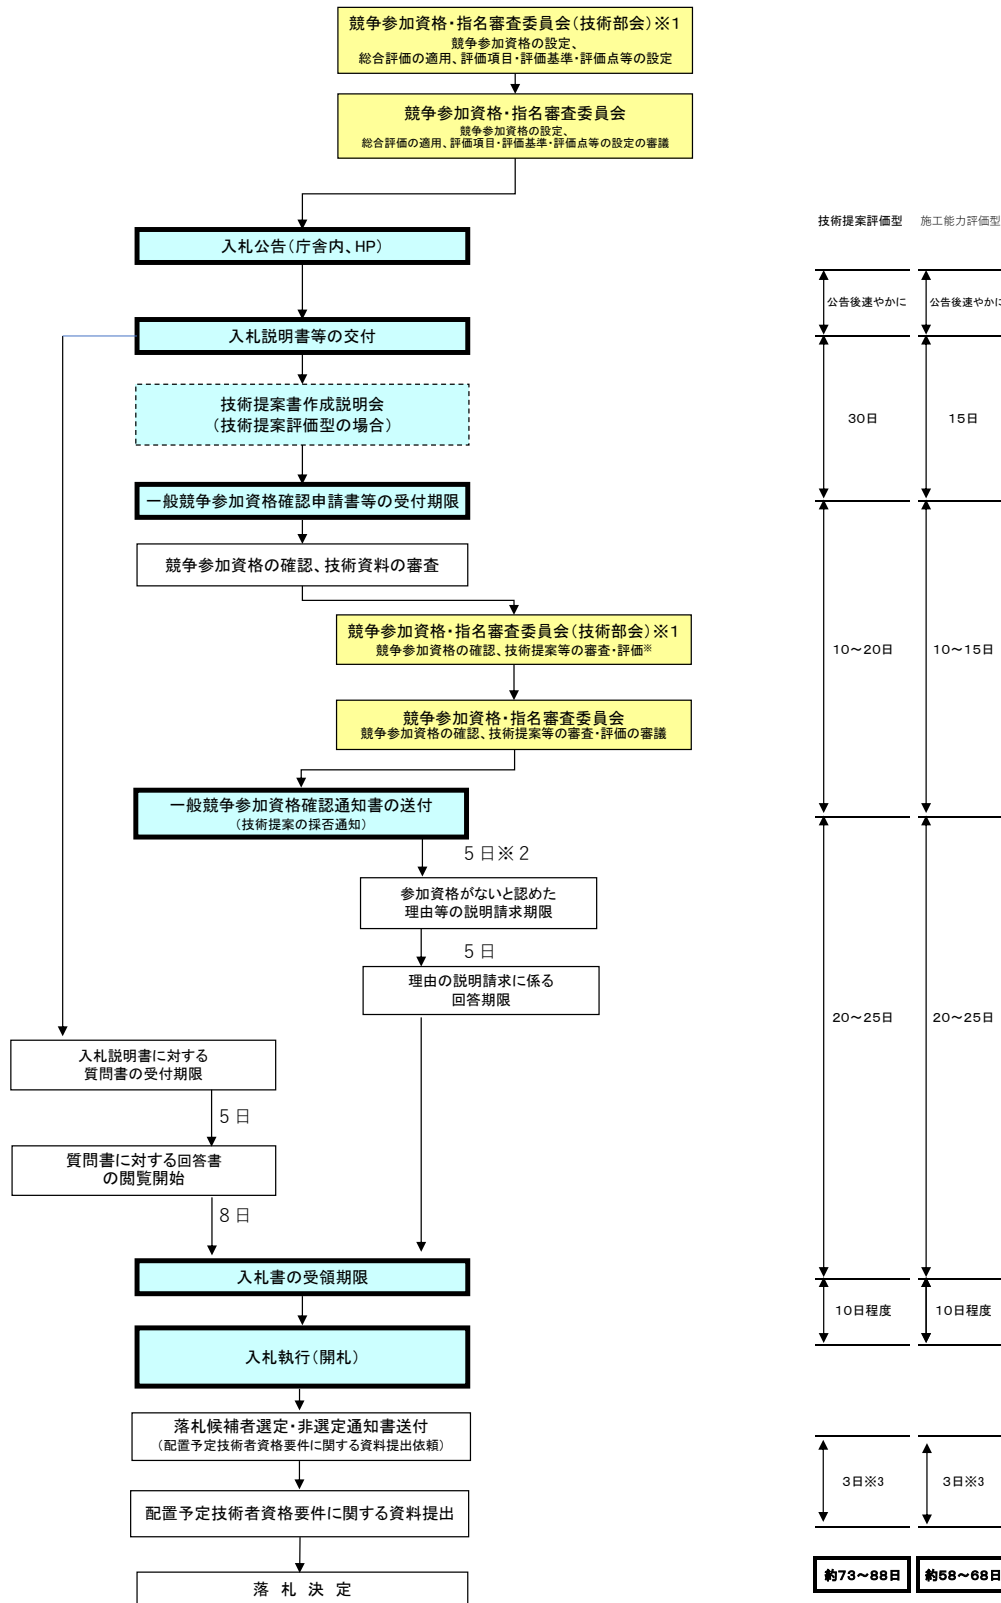 競争参加資格・指名審査委員会(技術部会)※1
競争参加資格の設定、
総合評価の適用、評価項目・評価基準・評価点等の設定
競争参加資格・指名審査委員会
競争参加資格の設定、
総合評価の適用、評価項目・評価基準・評価点等の設定の審議
技術提案評価型 施工能力評価型
入札公告(庁舎内、HP)
公告後速やかに 公告後速やかに
入札説明書等の交付
技術提案書作成説明会
(技術提案評価型の場合)
30日 15日
一般競争参加資格確認申請書等の受付期限
競争参加資格の確認、技術資料の審査
競争参加資格・指名審査委員会(技術部会)※1
競争参加資格の確認、技術提案等の審査・評価※
10～20日 10～15日
競争参加資格・指名審査委員会
競争参加資格の確認、技術提案等の審査・評価の審議
一般競争参加資格確認通知書の送付
(技術提案の採否通知)
5日※2
参加資格がないと認めた
理由等の説明請求期限
5日
理由の説明請求に係る
回答期限
20～25日 20～25日
入札説明書に対する
質問書の受付期限
5日
質問書に対する回答書
の閲覧開始
8日
入札書の受領期限
10日程度 10日程度
入札執行(開札)
落札候補者選定・非選定通知書送付
(配置予定技術者資格要件に関する資料提出依頼)
3日※3 3日※3
配置予定技術者資格要件に関する資料提出
落札決定
約73～88日 約58～68日